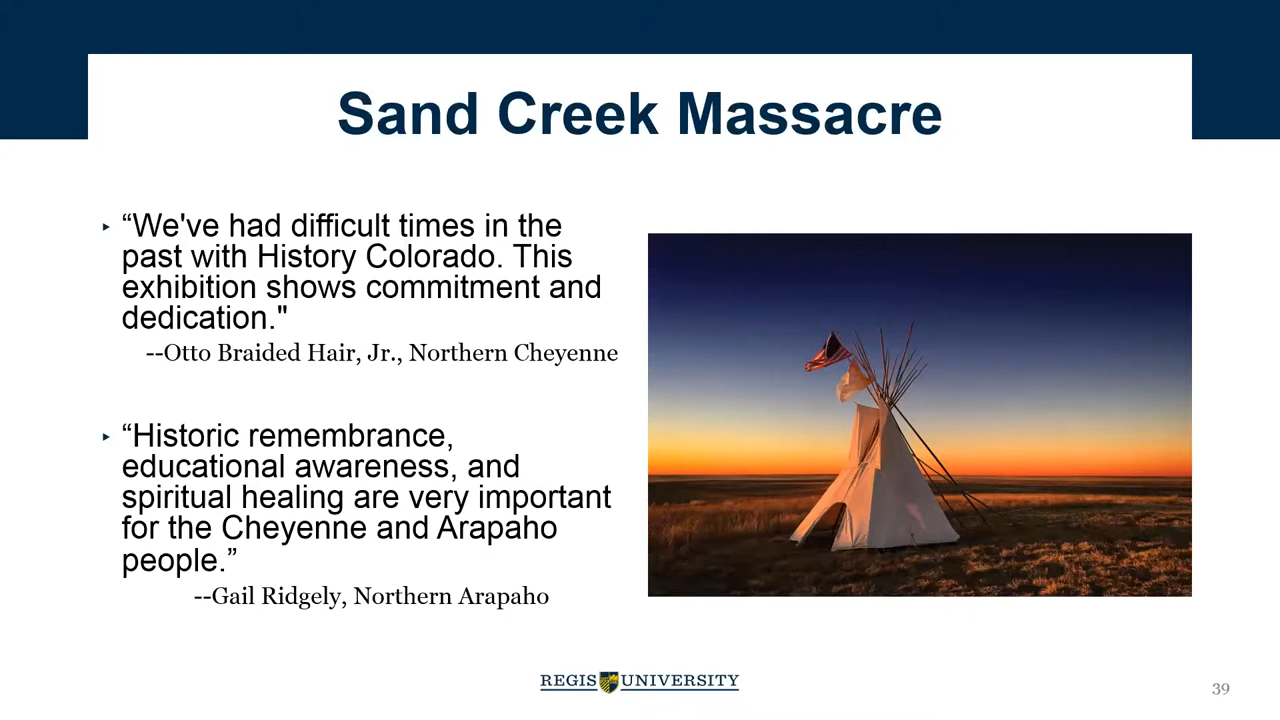 Sand Creek Massacre
‣ “We've had difficult times in the
past with History Colorado. This
exhibition shows commitment and
dedication."
--Otto Braided Hair, Jr., Northern Cheyenne
‣ “Historic remembrance,
educational awareness, and
spiritual healing are very important
for the Cheyenne and Arapaho
people.”
--Gail Ridgely, Northern Arapaho
REGIS UNIVERSITY
39